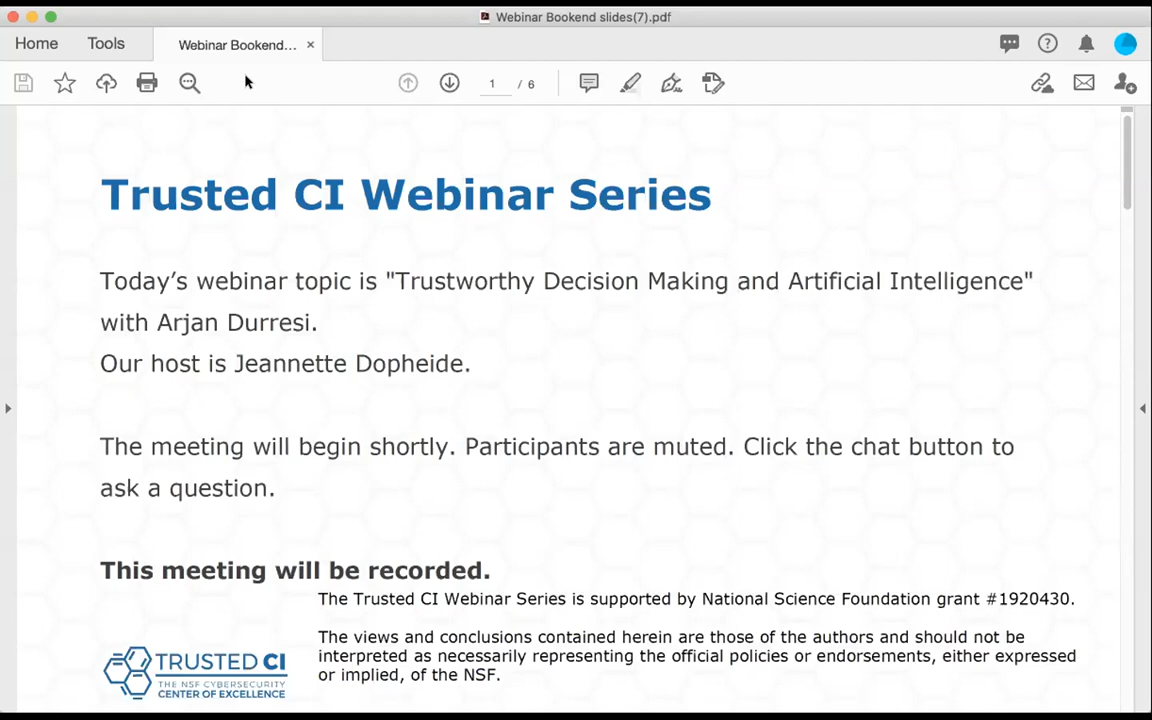 Webinar Bookend slides(7).pdf
Home
Tools
Webinar Bookend...
1 / 6
Trusted CI Webinar Series
Today’s webinar topic is "Trustworthy Decision Making and Artificial Intelligence"
with Arjan Durresi.
Our host is Jeannette Dopheide.
The meeting will begin shortly. Participants are muted. Click the chat button to
ask a question.
This meeting will be recorded.
The Trusted CI Webinar Series is supported by National Science Foundation grant #1920430.
The views and conclusions contained herein are those of the authors and should not be
interpreted as necessarily representing the official policies or endorsements, either expressed
or implied, of the NSF.
TRUSTED CI
THE NSF CYBERSECURITY
CENTER OF EXCELLENCE